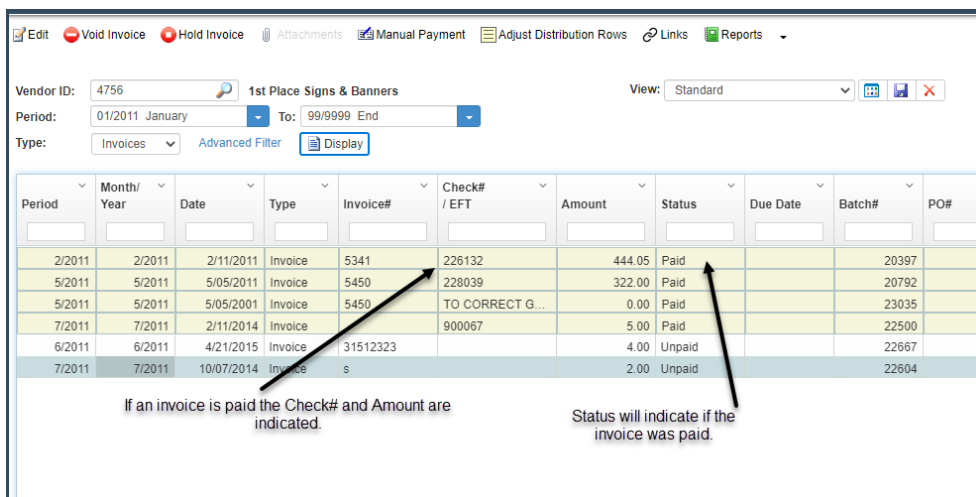 Edit Void Invoice Hold Invoice Attachments Manual Payment Adjust Distribution Rows Links Reports
Vendor ID: 4756 1st Place Signs & Banners View: Standard
Period: 01/2011 January To: 99/9999 End
Type: Invoices Advanced Filter Display
Period Month/ Year Date Type Invoice# Check# / EFT Amount Status Due Date Batch# PO#
2/2011 2/2011 2/11/2011 Invoice 5341 226132 444.05 Paid 20397
5/2011 5/2011 5/05/2011 Invoice 5450 228039 322.00 Paid 20792
5/2011 5/2011 5/05/2001 Invoice 5450 TO CORRECT G... 0.00 Paid 23035
7/2011 7/2011 2/11/2014 Invoice 900067 5.00 Paid 22500
6/2011 6/2011 4/21/2015 Invoice 31512323 4.00 Unpaid 22667
7/2011 7/2011 10/07/2014 Invoice s 2.00 Unpaid 22604
If an invoice is paid the Check# and Amount are
indicated.
Status will indicate if the
invoice was paid.